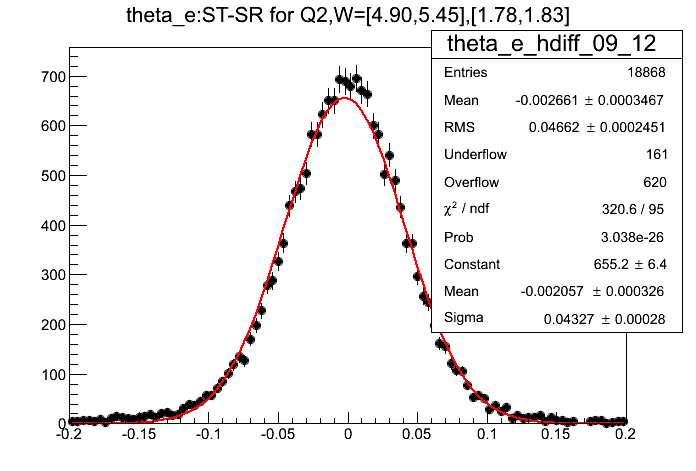 theta_e:ST-SR for Q2,W=[4.90,5.45],[1.78,1.83]
theta_e_hdiff_09_12
Entries 18868
Mean -0.002661 ± 0.0003467
RMS 0.04662 ± 0.0002451
Underflow 161
Overflow 620
χ² / ndf 320.6 / 95
Prob 3.038e-26
Constant 655.2 ± 6.4
Mean -0.002057 ± 0.000326
Sigma 0.04327 ± 0.00028
700
600
500
400
300
200
100
0
-0.2 -0.15 -0.1 -0.05 0 0.05 0.1 0.15 0.2